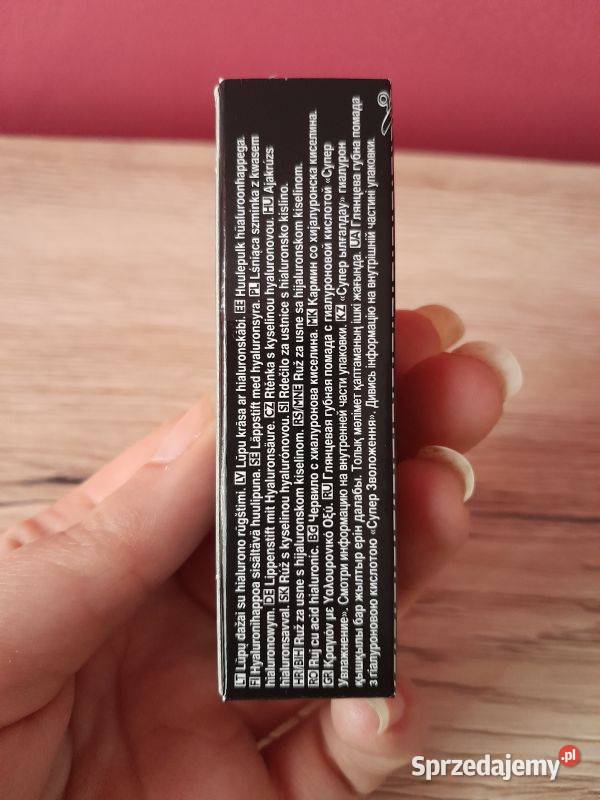 LT Lūpų dažai su hialurono rūgštimi. LV Lūpu krāsa ar hialuronskābi. EE Huulepulk hüaluroonhappega.
FI Hyaluronihappoa sisältävä huulipuna. SE Läppstift med hyaluronsyra. PL Lśniąca szminka z kwasem
hialuronowym. DE Lippenstift mit Hyaluronsäure. CZ Rtěnka s kyselinou hyaluronovou. HU Ajakrúzs
hialuronsavval. SK Rúž s kyselinou hyalurónovou. SI Rdečilo za ustnice s hialuronsko kislino.
HR/BIH Ruž za usne s hijaluronskom kiselinom. RS/MNE Ruž za usne sa hijaluronskom kiselinom.
RO Ruj cu acid hialuronic. BG Червило с хиалуронова киселина. MK Кармин со хијалуронска киселина.
GR Κραγιόν με Υαλουρονικό Οξύ. RU Глянцевая губная помада с гиалуроновой кислотой «Супер
Увлажнение». Смотри информацию на внутренней части упаковки. KZ «Супер ылғалдау» гиалурон
қышқылы бар жылтыр ерін далабы. Толық мәлімет қаптаманың ішкі жағында. UA Глянцева губна помада
з гіалуроновою кислотою «Супер Зволоження». Дивись інформацію на внутрішній частині упаковки.
Sprzedajemy.pl